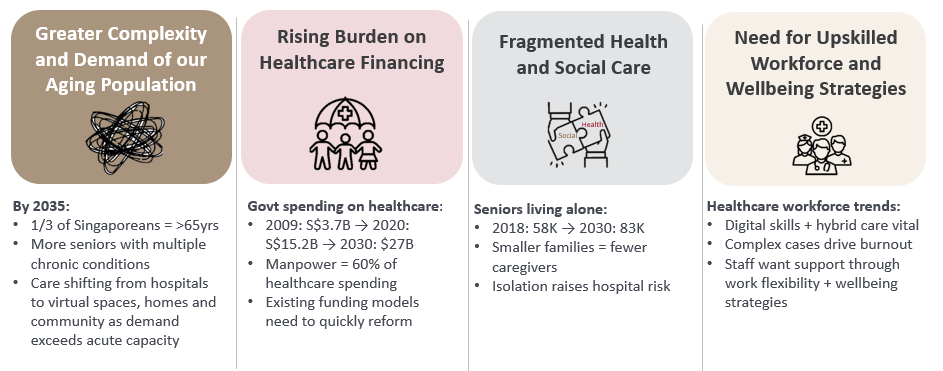 Greater Complexity
and Demand of our
Aging Population
By 2035:
• 1/3 of Singaporeans = >65yrs
• More seniors with multiple
chronic conditions
• Care shifting from hospitals
to virtual spaces, homes and
community as demand
exceeds acute capacity
Rising Burden on
Healthcare Financing
Govt spending on healthcare:
• 2009: S$3.7B → 2020:
S$15.2B → 2030: $27B
• Manpower = 60% of
healthcare spending
• Existing funding models
need to quickly reform
Fragmented Health
and Social Care
Health
Social
Seniors living alone:
• 2018: 58K → 2030: 83K
• Smaller families = fewer
caregivers
• Isolation raises hospital risk
Need for Upskilled
Workforce and
Wellbeing Strategies
Healthcare workforce trends:
• Digital skills + hybrid care vital
• Complex cases drive burnout
• Staff want support through
work flexibility + wellbeing
strategies